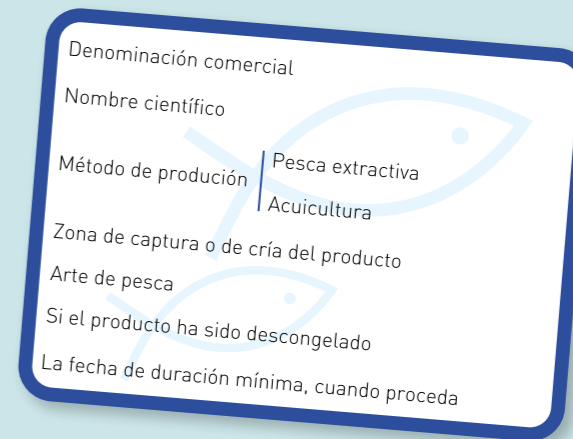 Denominación comercial
Nombre científico
Método de produción
Pesca extractiva
Acuicultura
Zona de captura o de cría del producto
Arte de pesca
Si el producto ha sido descongelado
La fecha de duración mínima, cuando proceda